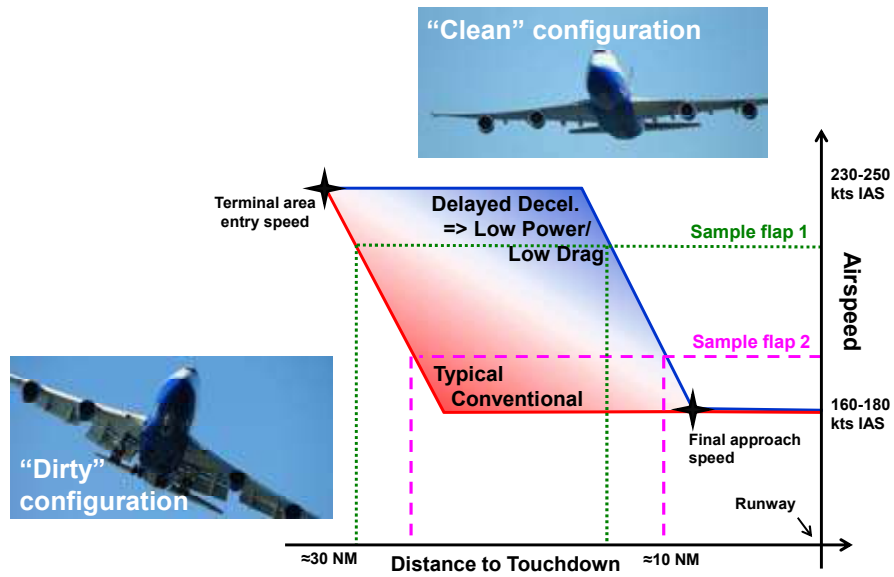 “Clean” configuration
230-250
kts IAS
Terminal area
entry speed
Delayed Decel.
=> Low Power/
Low Drag
Sample flap 1
Airspeed
Sample flap 2
Typical
Conventional
160-180
kts IAS
Final approach
speed
“Dirty”
configuration
Runway
≈30 NM
Distance to Touchdown
≈10 NM